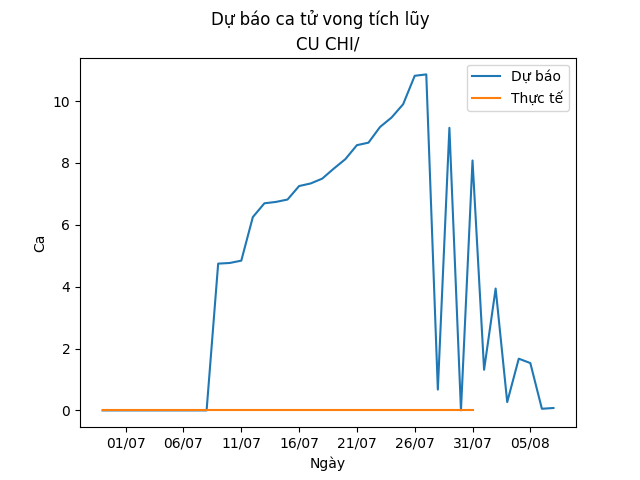 Dự báo ca tử vong tích lũy
CU CHI/
Dự báo
Thực tế
Ca
10
8
6
4
2
0
01/07 06/07 11/07 16/07 21/07 26/07 31/07 05/08
Ngày